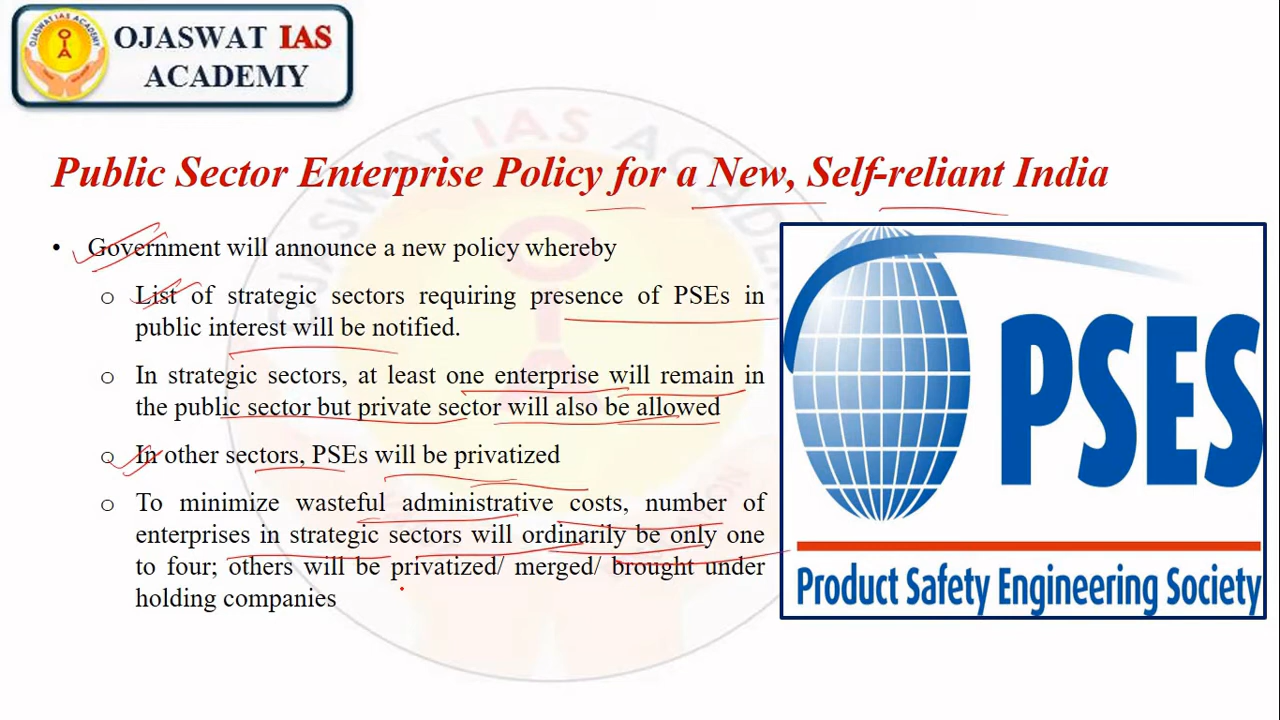 OJASWAT IAS
ACADEMY
Public Sector Enterprise Policy for a New, Self-reliant India
• Government will announce a new policy whereby
o List of strategic sectors requiring presence of PSEs in
public interest will be notified.
o In strategic sectors, at least one enterprise will remain in
the public sector but private sector will also be allowed
o In other sectors, PSEs will be privatized
o To minimize wasteful administrative costs, number of
enterprises in strategic sectors will ordinarily be only one
to four; others will be privatized/ merged/ brought under
holding companies
PSES
Product Safety Engineering Society